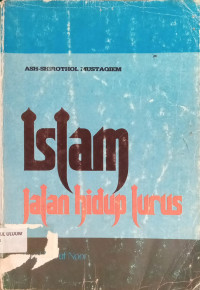 ASH-SHIROTHOL MUSTAQIEM
Islam
Jalan hidup lurus